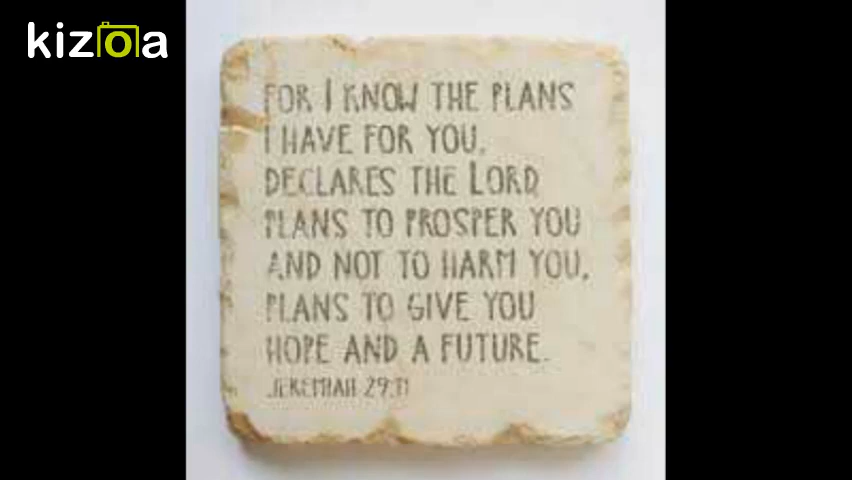 kizoa
FOR I KNOW THE PLANS
I HAVE FOR YOU,
DECLARES THE LORD
PLANS TO PROSPER YOU
AND NOT TO HARM YOU,
PLANS TO GIVE YOU
HOPE AND A FUTURE.
JEREMIAH 29:11